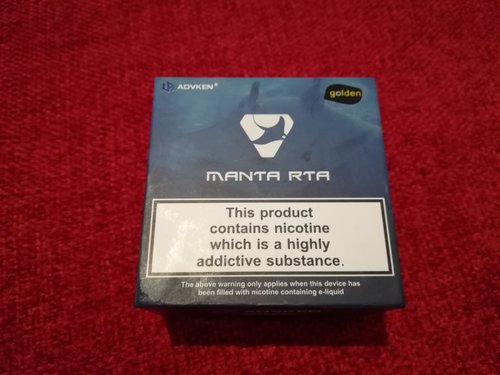 ADVKEN®
golden
MANTA RTA
This product
contains nicotine
which is a highly
addictive substance.
The above warning only applies when this device has
been filled with nicotine containing e-liquid